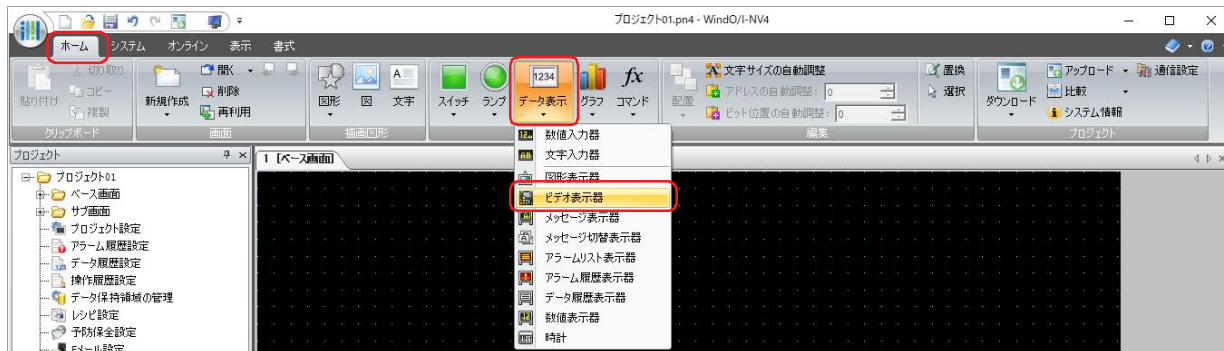 プロジェクト01.pn4 - WindO/I-NV4
ホーム システム オンライン 表示 書式
貼り付け 切り取り コピー 複製
新規作成 開く 削除 再利用
図形 図 文字 スイッチ ランプ 1234 データ表示 グラフ fx コマンド
配置 文字サイズの自動調整 アドレスの自動調整: 0 ビット位置の自動調整: 0
置換 選択
ダウンロード アップロード 比較 システム情報 通信設定
クリップボード 画面 描画図形 編集 プロジェクト
プロジェクト
1 [ベース画面]
プロジェクト01
ベース画面
サブ画面
プロジェクト設定
アラーム履歴設定
データ履歴設定
操作履歴設定
データ保持領域の管理
レシピ設定
予防保全設定
Eメール設定
数値入力器
文字入力器
図形表示器
ビデオ表示器
メッセージ表示器
メッセージ切替表示器
アラームリスト表示器
アラーム履歴表示器
データ履歴表示器
数値表示器
時計